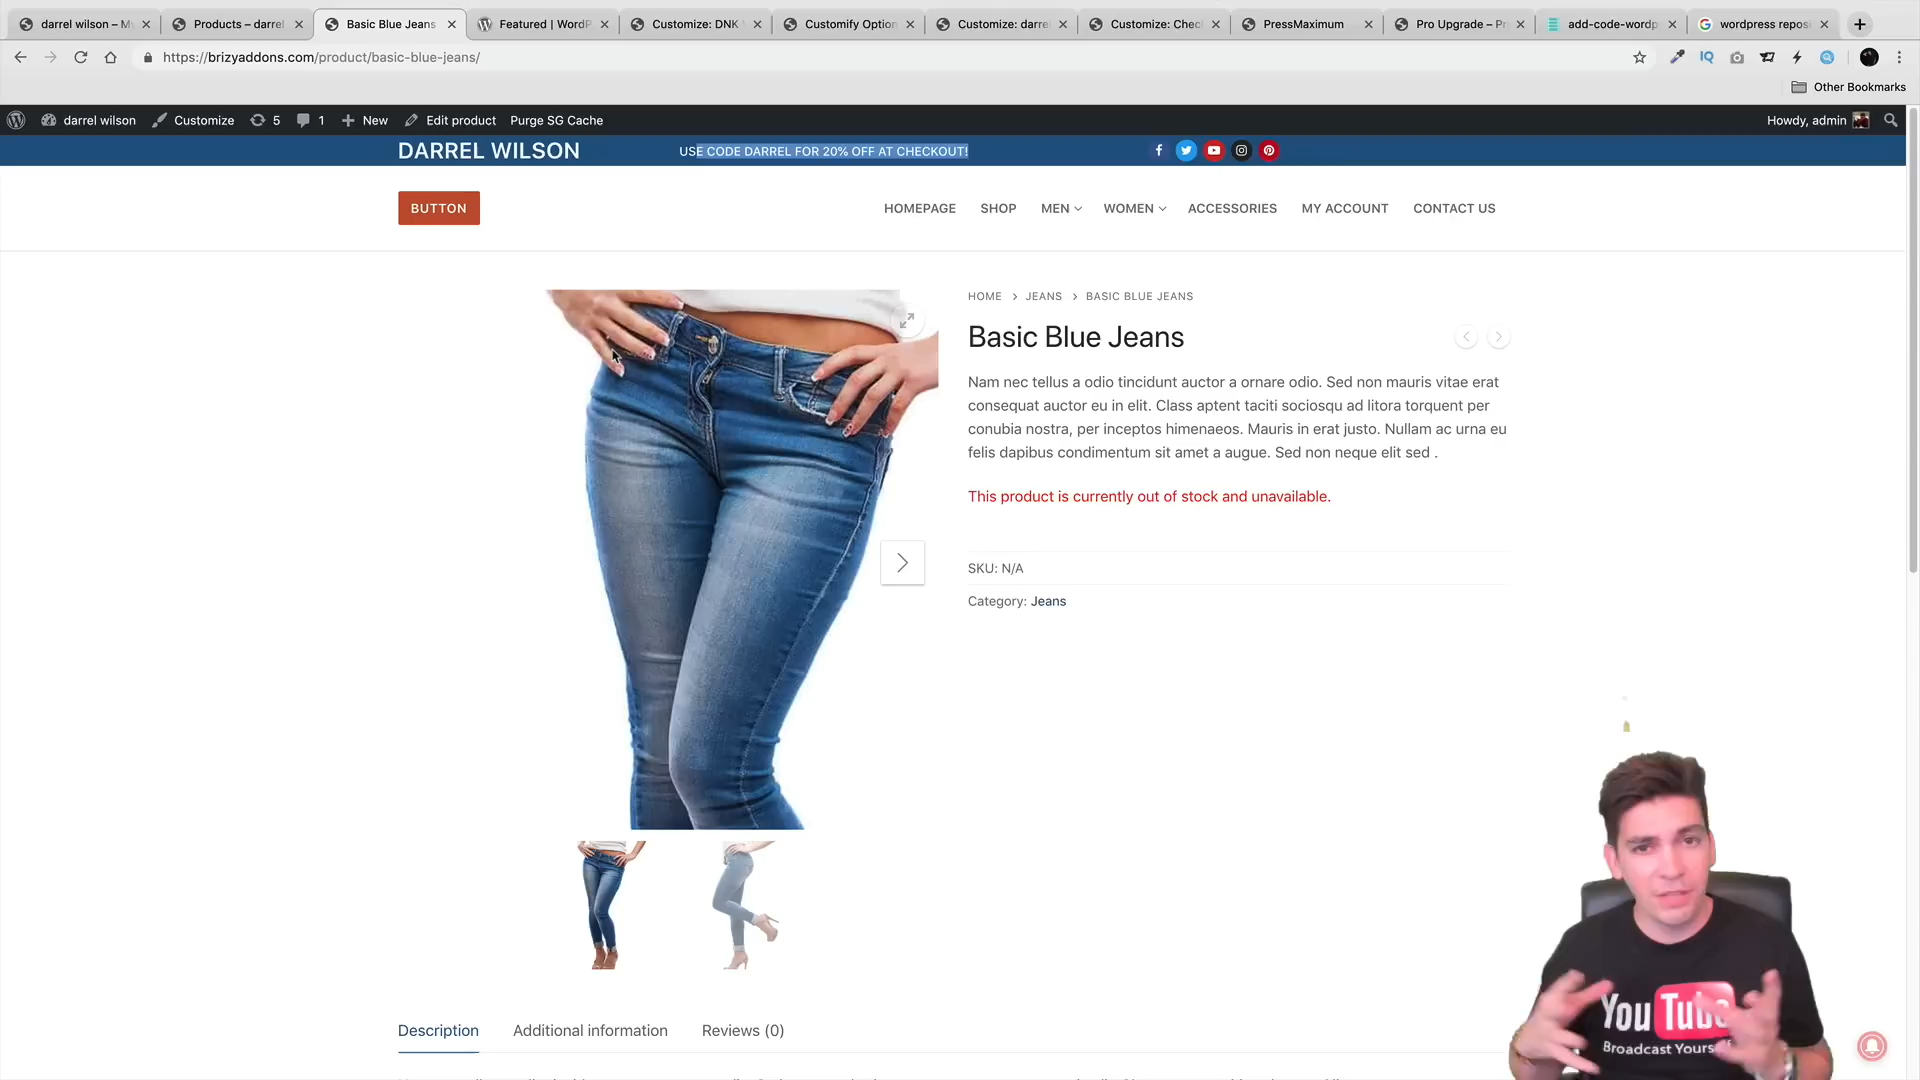 darrel wilson – M
Products – darrel
Basic Blue Jeans
Featured | WordP
Customize: DNK
Customify Option
Customize: darre
Customize: Chec
PressMaximum
Pro Upgrade – Pr
add-code-wordp
wordpress repos
https://brizyaddons.com/product/basic-blue-jeans/
IQ
Other Bookmarks
darrel wilson
Customize
5
1
New
Edit product
Purge SG Cache
Howdy, admin
DARREL WILSON
USE CODE DARREL FOR 20% OFF AT CHECKOUT!
BUTTON
HOMEPAGE
SHOP
MEN
WOMEN
ACCESSORIES
MY ACCOUNT
CONTACT US
HOME > JEANS > BASIC BLUE JEANS
Basic Blue Jeans
Nam nec tellus a odio tincidunt auctor a ornare odio. Sed non mauris vitae erat
consequat auctor eu in elit. Class aptent taciti sociosqu ad litora torquent per
conubia nostra, per inceptos himenaeos. Mauris in erat justo. Nullam ac urna eu
felis dapibus condimentum sit amet a augue. Sed non neque elit sed .
This product is currently out of stock and unavailable.
SKU: N/A
Category: Jeans
Description
Additional information
Reviews (0)
YouTube
Broadcast Yourself